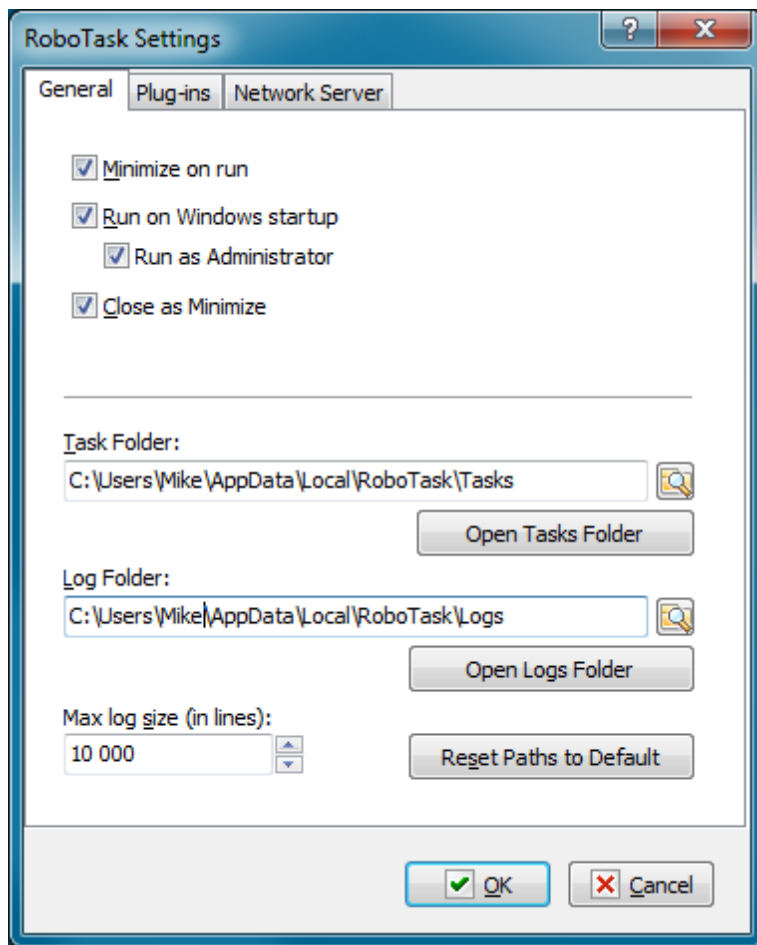 RoboTask Settings
General Plug-ins Network Server
Minimize on run
Run on Windows startup
Run as Administrator
Close as Minimize
Task Folder:
C:\Users\Mike\AppData\Local\RoboTask\Tasks
Open Tasks Folder
Log Folder:
C:\Users\Mike\AppData\Local\RoboTask\Logs
Open Logs Folder
Max log size (in lines):
10 000 Reset Paths to Default
OK Cancel